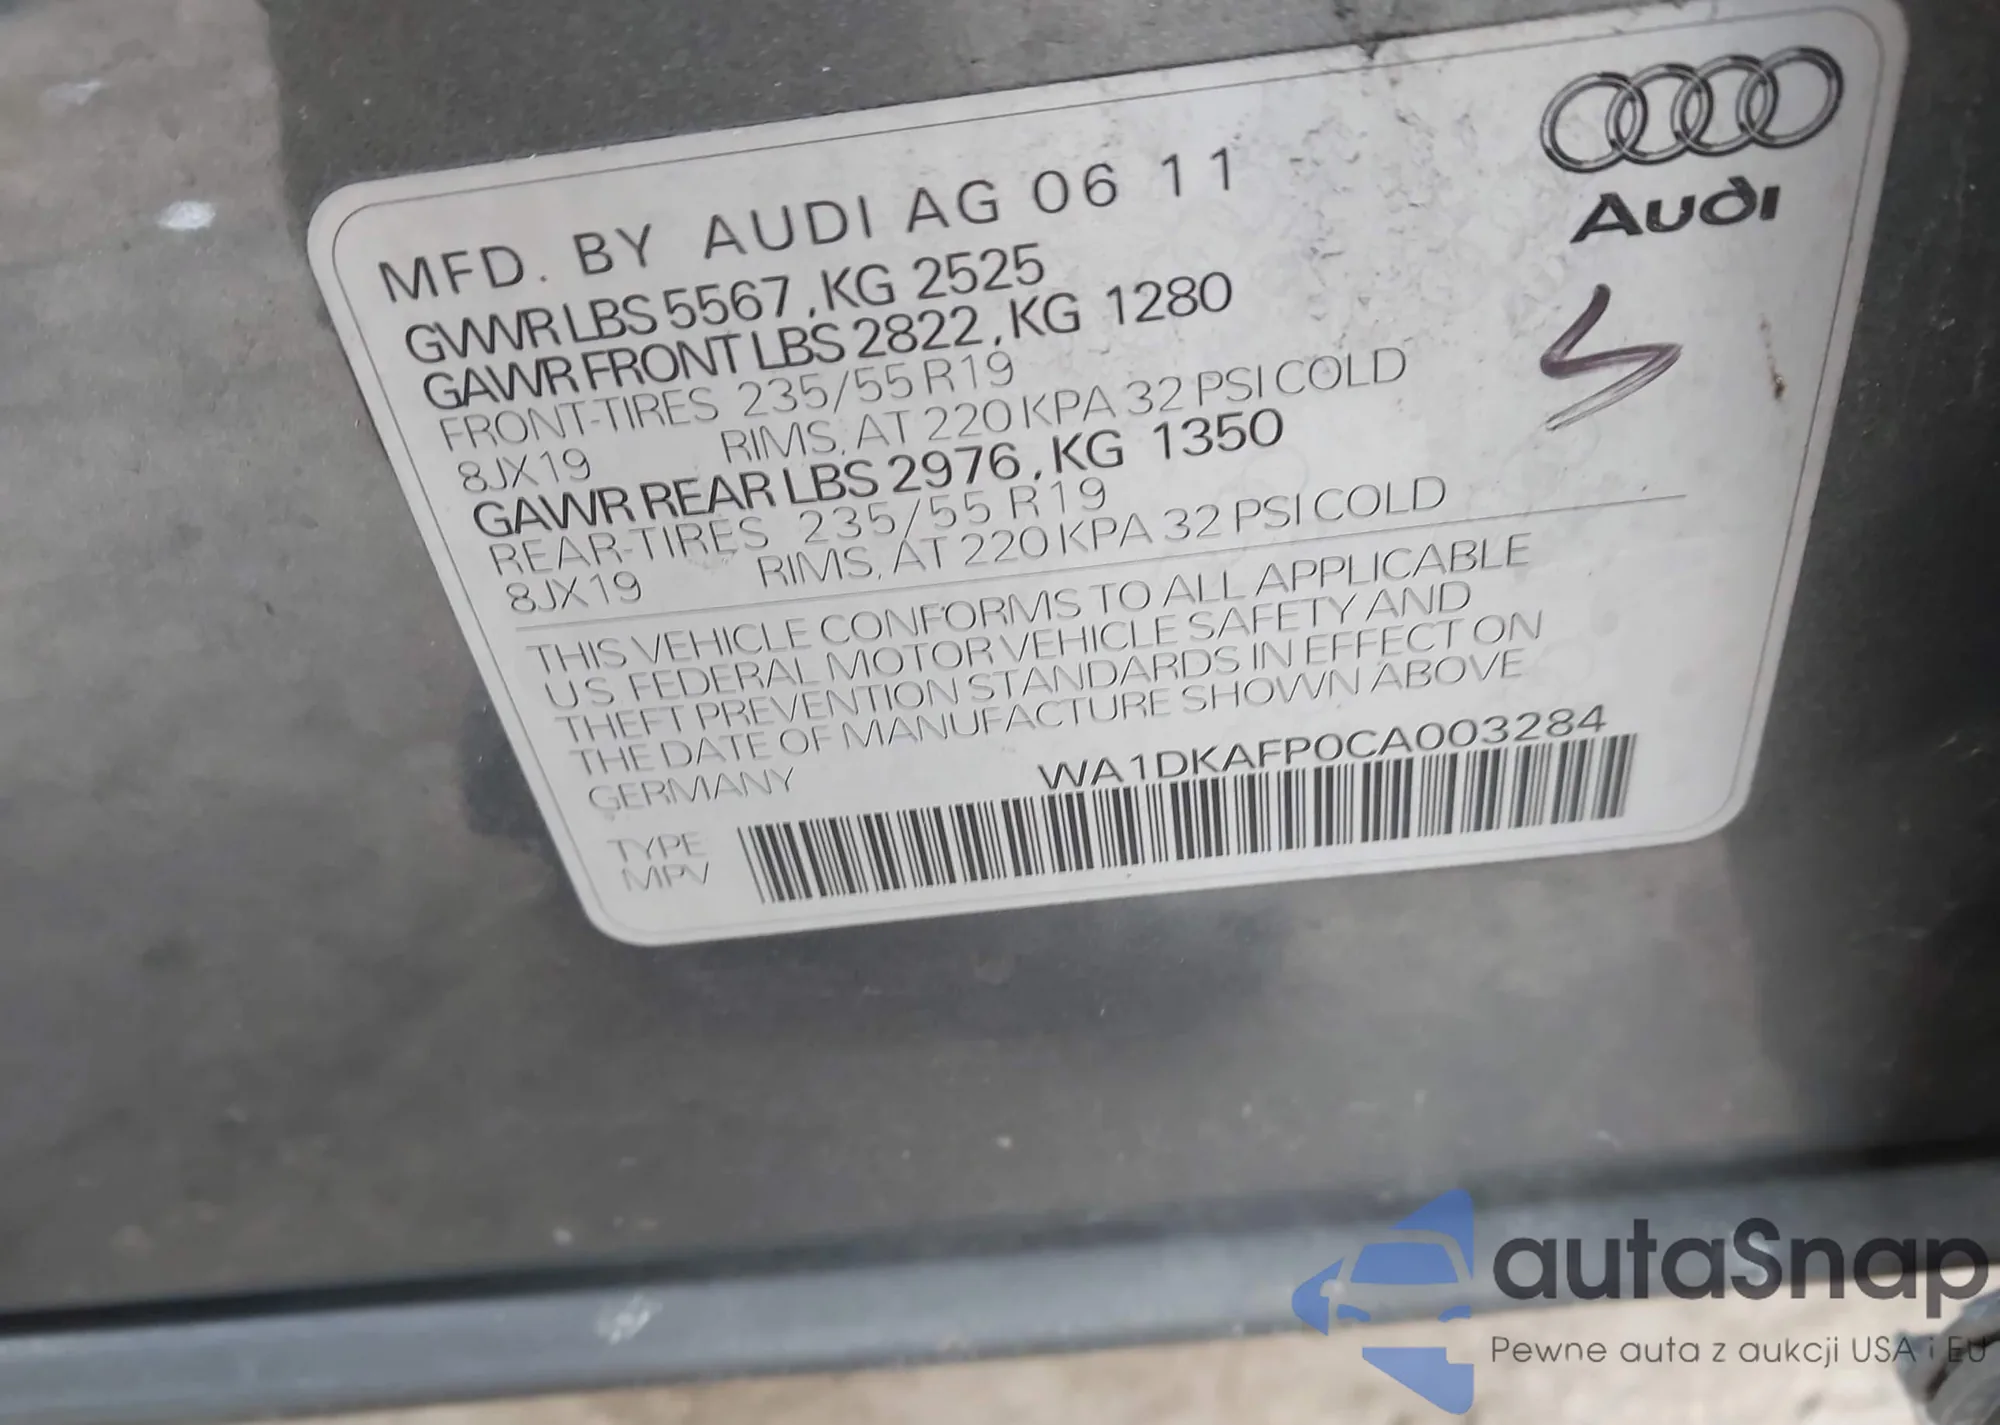 MFD. BY AUDI AG 06 11
GVWR LBS 5567, KG 2525
GAWR FRONT LBS 2822, KG 1280
FRONT-TIRES 235/55 R19
8JX19 RIMS, AT 220 KPA 32 PSI COLD
GAWR REAR LBS 2976, KG 1350
REAR-TIRES 235/55 R19
8JX19 RIMS, AT 220 KPA 32 PSI COLD
THIS VEHICLE CONFORMS TO ALL APPLICABLE
U.S. FEDERAL MOTOR VEHICLE SAFETY AND
THEFT PREVENTION STANDARDS IN EFFECT ON
THE DATE OF MANUFACTURE SHOWN ABOVE
GERMANY WA1DKAFP0CA003284
TYPE
MPV
Audi
autaSnap
Pewne auta z aukcji USA i EU